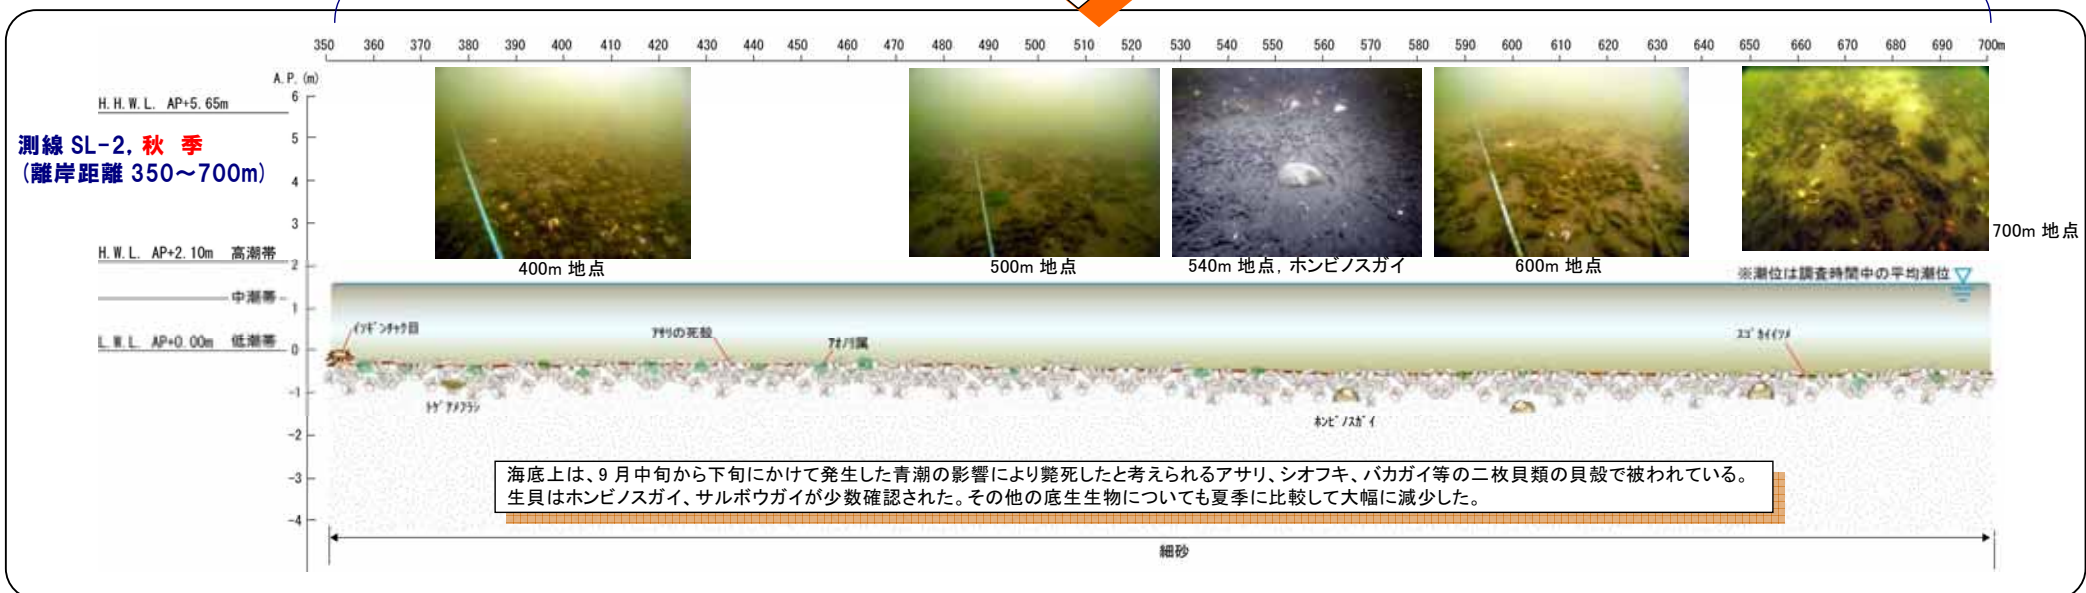 350 360 370 380 390 400 410 420 430 440 450 460 470 480 490 500 510 520 530 540 550 560 570 580 590 600 610 620 630 640 650 660 670 680 690 700m
A.P.(m)
6
H.H.W.L. AP+5.65m
測線 SL-2, 秋 季
(離岸距離 350～700m)
5
4
3
H.W.L. AP+2.10m 高潮帯
2
中潮帯
1
L.W.L. AP+0.00m 低潮帯
0
-1
-2
-3
-4
400m 地点
500m 地点
540m 地点, ホンビノスガイ
600m 地点
700m 地点
※潮位は調査時間中の平均潮位
ｲｿｷﾞﾝﾁｬｸ目
ｱｻﾘの死殻
ｱｵﾉﾘ属
ｽｺﾞｶｲｲｿﾒ
ﾄｹﾞｱﾒﾌﾗｼ
ﾎﾝﾋﾞﾉｽｶﾞｲ
海底上は、9 月中旬から下旬にかけて発生した青潮の影響により斃死したと考えられるアサリ、シオフキ、バカガイ等の二枚貝類の貝殻で被われている。
生貝はホンビノスガイ、サルボウガイが少数確認された。その他の底生生物についても夏季に比較して大幅に減少した。
細砂